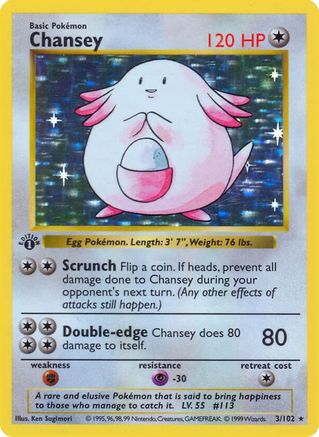 Basic Pokémon
Chansey
120 HP
EDITION
1
Egg Pokémon. Length: 3' 7", Weight: 76 lbs.
Scrunch Flip a coin. If heads, prevent all
damage done to Chansey during your
opponent's next turn. (Any other effects of
attacks still happen.)
Double-edge Chansey does 80
damage to itself.
80
weakness
resistance
retreat cost
-30
A rare and elusive Pokémon that is said to bring happiness
to those who manage to catch it. LV. 55 #113
Illus. Ken Sugimori
©1995, 96, 98, 99 Nintendo, Creatures, GAMEFREAK. ©1999 Wizards.
3/102 ★